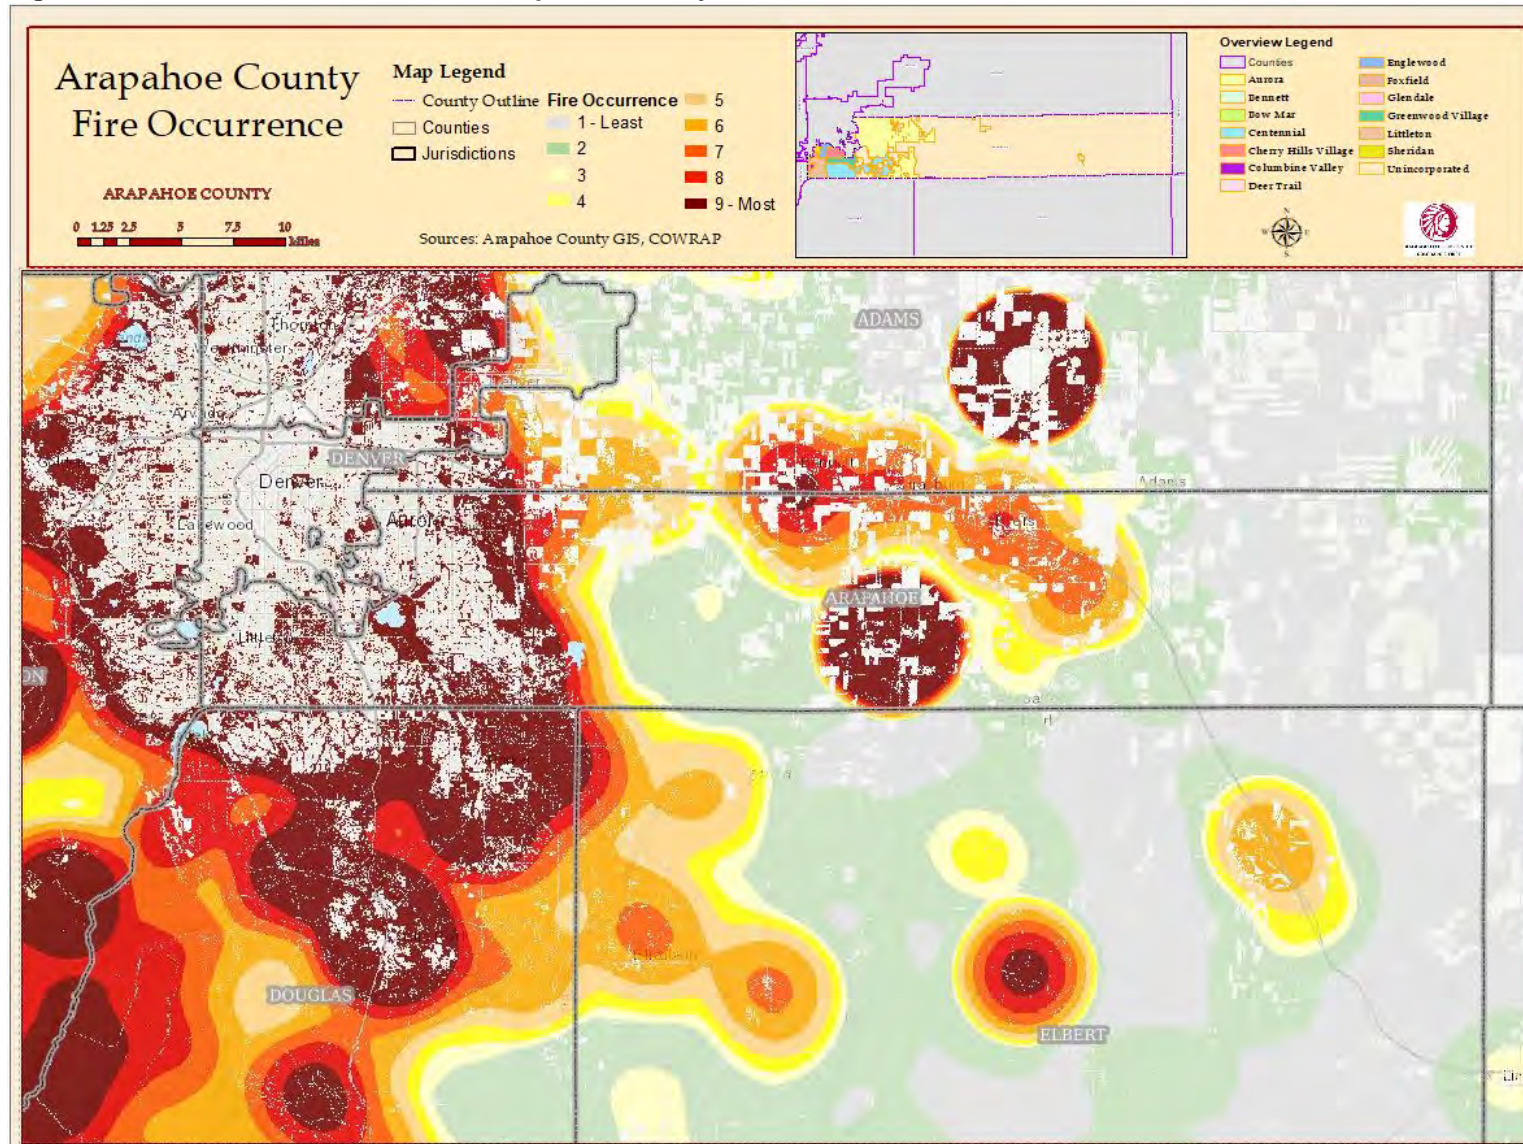 Arapahoe County
Fire Occurrence
ARAPAHOE COUNTY
0 1.25 2.5 5 7.5 10
Miles
Map Legend
County Outline
Counties
Jurisdictions
Fire Occurrence
1 - Least
2
3
4
5
6
7
8
9 - Most
Sources: Arapahoe County GIS, COWRAP
Overview Legend
Counties
Aurora
Bennett
Bow Mar
Centennial
Cherry Hills Village
Columbine Valley
Deer Trail
Englewood
Foxfield
Glendale
Greenwood Village
Littleton
Sheridan
Unincorporated
N
S
ADAMS
Thornton
Westminster
Arvada
DENVER
Denver
Lakewood
Adams
ARAPAHOE
DOUGLAS
ELBERT